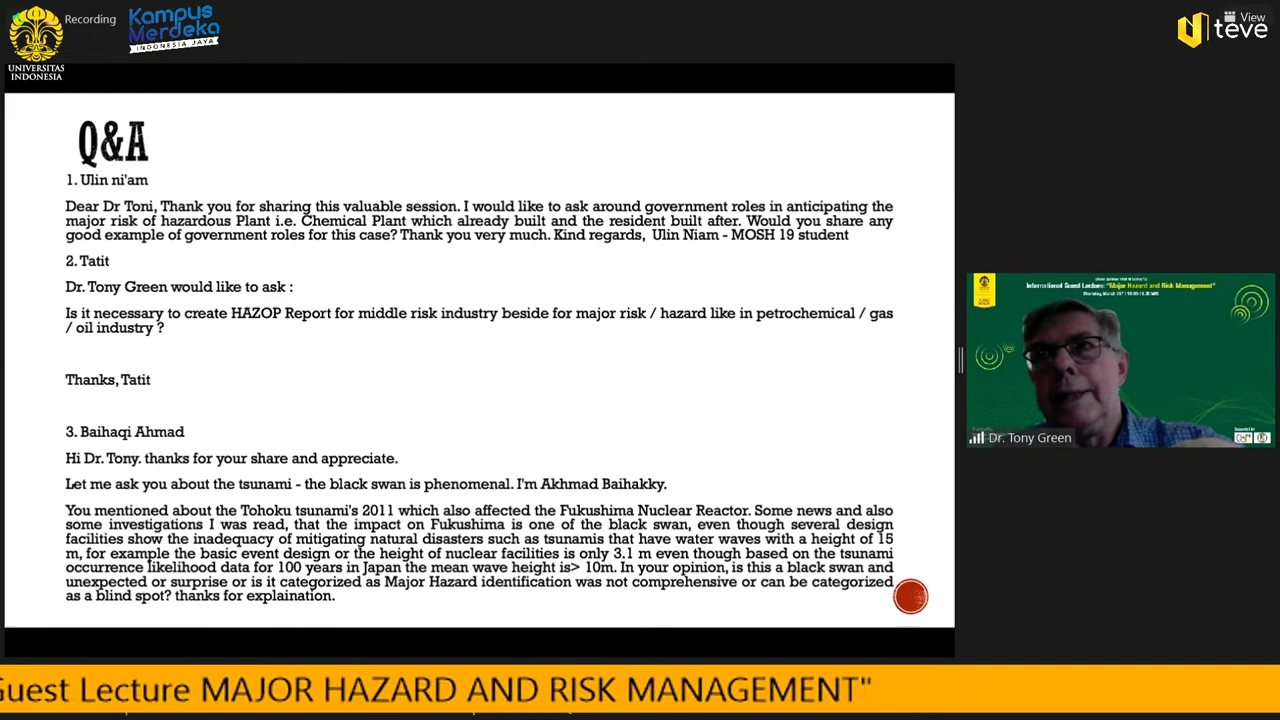 Recording
Kampus
Merdeka
INDONESIA JAYA
UNIVERSITAS
INDONESIA
View
teve
Q&A
1. Ulin ni'am
Dear Dr Toni, Thank you for sharing this valuable session. I would like to ask around government roles in anticipating the
major risk of hazardous Plant i.e. Chemical Plant which already built and the resident built after. Would you share any
good example of government roles for this case? Thank you very much. Kind regards, Ulin Niam - MOSH 19 student
2. Tatit
Dr. Tony Green would like to ask :
Is it necessary to create HAZOP Report for middle risk industry beside for major risk / hazard like in petrochemical / gas
/ oil industry ?
Thanks, Tatit
3. Baihaqi Ahmad
Hi Dr. Tony. thanks for your share and appreciate.
Let me ask you about the tsunami - the black swan is phenomenal. I'm Akhmad Baihakky.
You mentioned about the Tohoku tsunami's 2011 which also affected the Fukushima Nuclear Reactor. Some news and also
some investigations I was read, that the impact on Fukushima is one of the black swan, even though several design
facilities show the inadequacy of mitigating natural disasters such as tsunamis that have water waves with a height of 15
m, for example the basic event design or the height of nuclear facilities is only 3.1 m even though based on the tsunami
occurrence likelihood data for 100 years in Japan the mean wave height is> 10m. In your opinion, is this a black swan and
unexpected or surprise or is it categorized as Major Hazard identification was not comprehensive or can be categorized
as a blind spot? thanks for explaination.
International Guest Lecture: "Major Hazard and Risk Management"
Dr. Tony Green
Guest Lecture MAJOR HAZARD AND RISK MANAGEMENT"